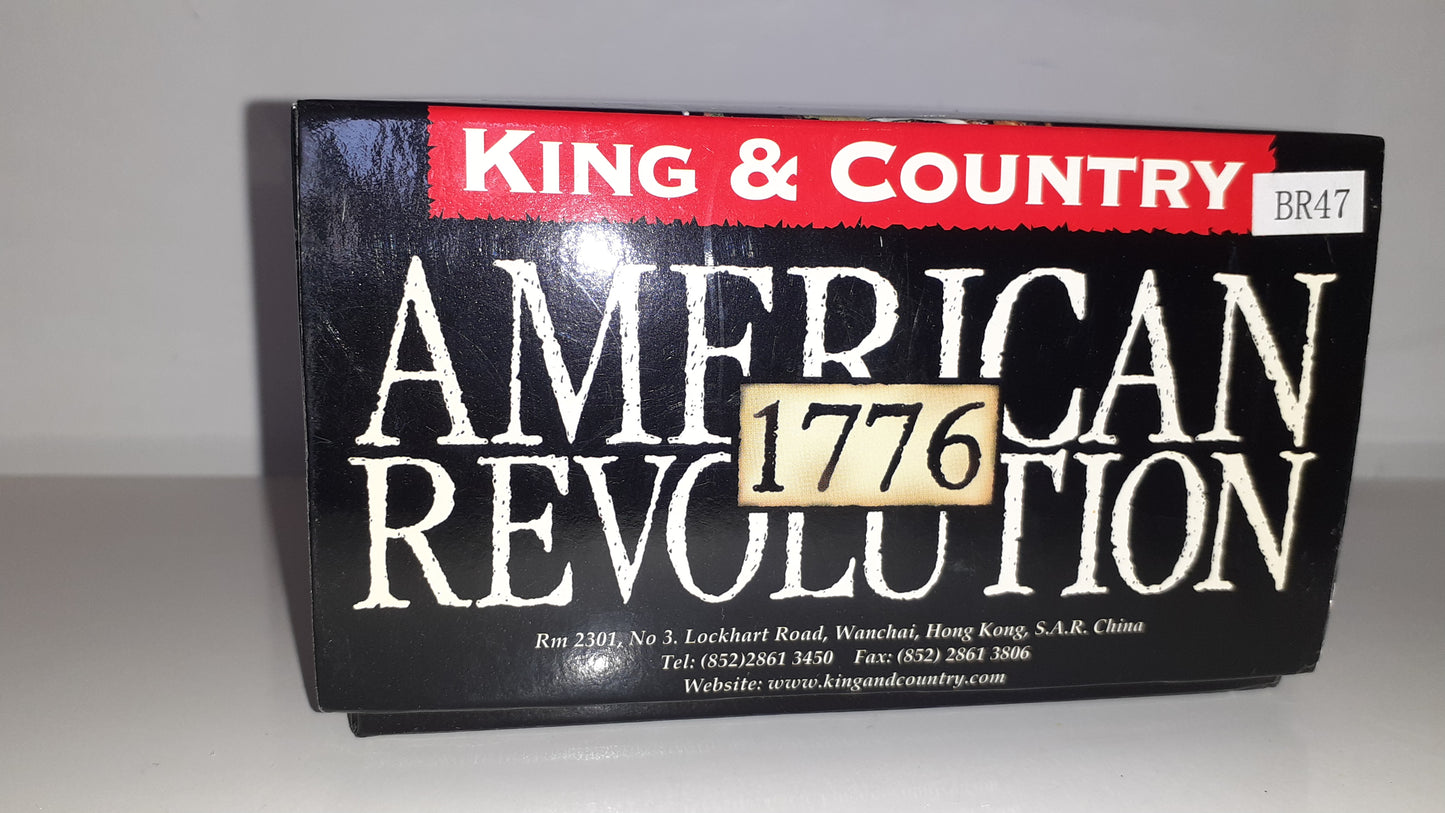 KING & COUNTRY
BR47
AMERICAN
1776
REVOLUTION
Rm 2301, No 3. Lockhart Road, Wanchai, Hong Kong, S.A.R. China
Tel: (852)2861 3450 Fax: (852) 2861 3806
Website: www.kingandcountry.com